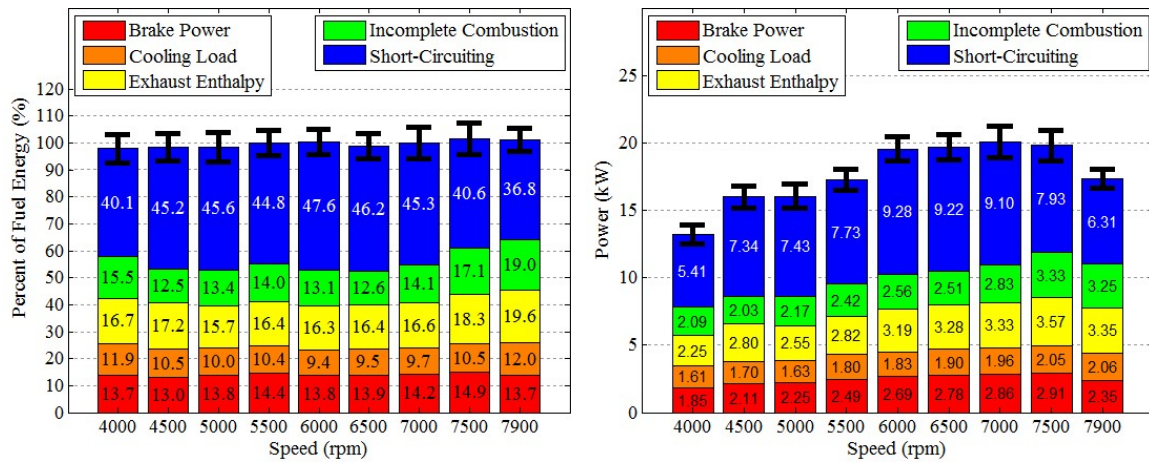 Brake Power
Cooling Load
Exhaust Enthalpy
Incomplete Combustion
Short-Circuiting
Percent of Fuel Energy (%)
120
110
100
90
80
70
60
50
40
30
20
10
0
40.1 45.2 45.6 44.8 47.6 46.2 45.3 40.6 36.8
15.5 12.5 13.4 14.0 13.1 12.6 14.1 17.1 19.0
16.7 17.2 15.7 16.4 16.3 16.4 16.6 18.3 19.6
11.9 10.5 10.0 10.4 9.4 9.5 9.7 10.5 12.0
13.7 13.0 13.8 14.4 13.8 13.9 14.2 14.9 13.7
4000 4500 5000 5500 6000 6500 7000 7500 7900
Speed (rpm)
Brake Power
Cooling Load
Exhaust Enthalpy
Incomplete Combustion
Short-Circuiting
Power (kW)
25
20
15
10
5
0
5.41 7.34 7.43 7.73 9.28 9.22 9.10 7.93 6.31
2.09 2.03 2.17 2.42 2.56 2.51 2.83 3.33 3.25
2.25 2.80 2.55 2.82 3.19 3.28 3.33 3.57 3.35
1.61 1.70 1.63 1.80 1.83 1.90 1.96 2.05 2.06
1.85 2.11 2.25 2.49 2.69 2.78 2.86 2.91 2.35
4000 4500 5000 5500 6000 6500 7000 7500 7900
Speed (rpm)